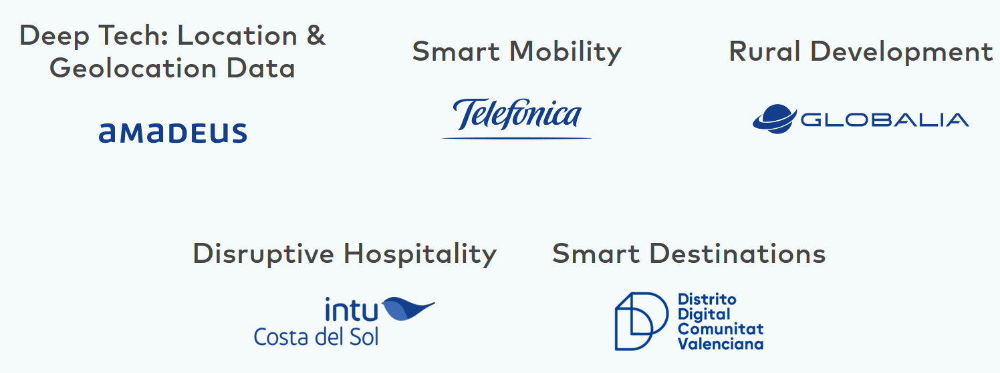 Deep Tech: Location &
Geolocation Data
amadeus
Smart Mobility
Telefónica
Rural Development
GLOBALIA
Disruptive Hospitality
intu
Costa del Sol
Smart Destinations
Distrito
Digital
Comunitat
Valenciana